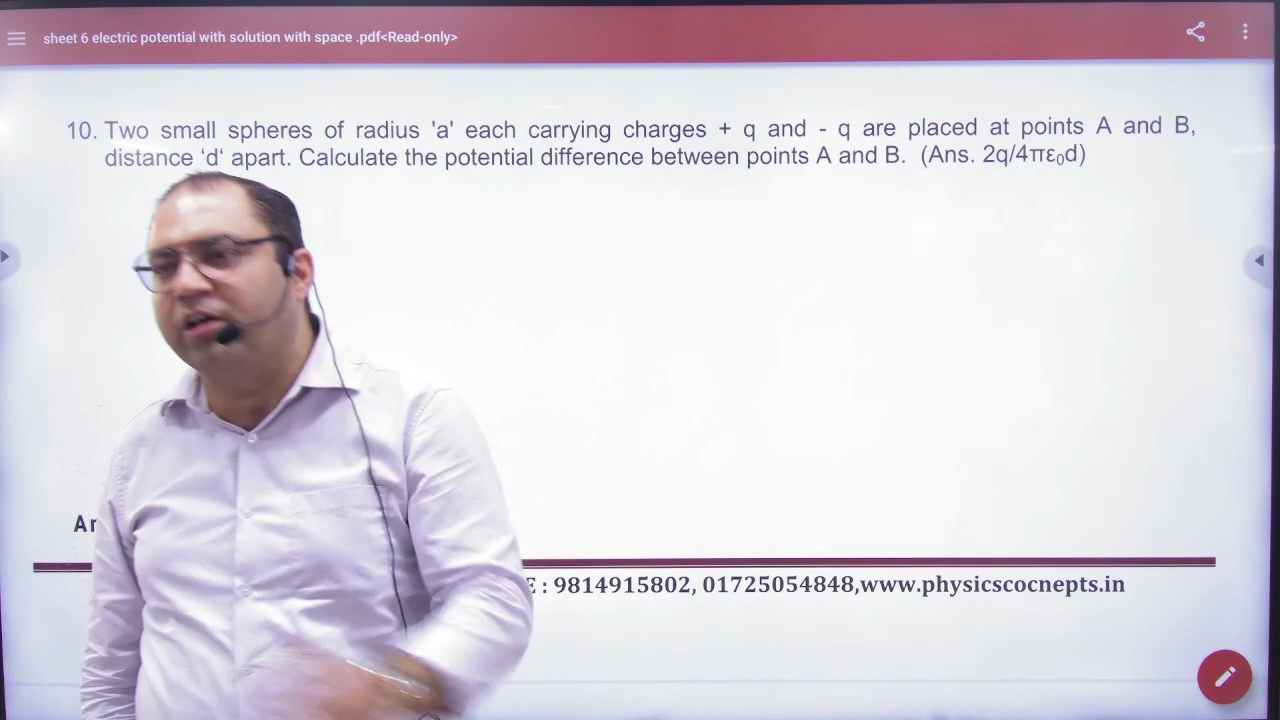 sheet 6 electric potential with solution with space .pdf<Read-only>
10. Two small spheres of radius 'a' each carrying charges + q and - q are placed at points A and B,
distance ‘d‘ apart. Calculate the potential difference between points A and B. (Ans. 2q/4πε₀d)
: 9814915802, 01725054848,www.physicscocnepts.in